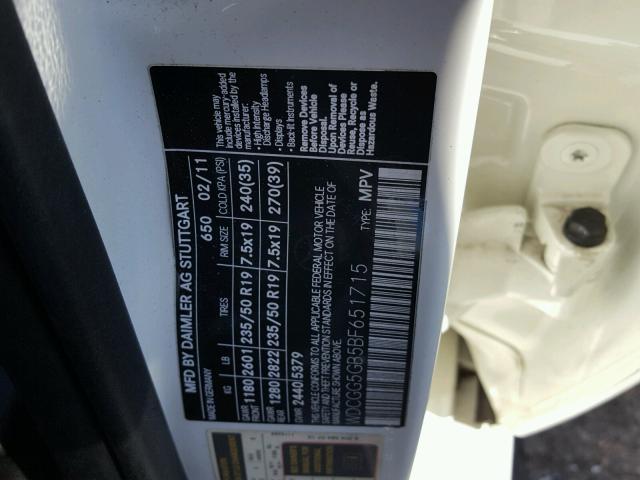 MFD BY DAIMLER AG STUTTGART
MADE IN GERMANY 650 02/11
KG LB TIRES RIM SIZE COLD KPA (PSI)
1180 2601 235/50 R19 7.5x19 240(35)
FRONT GAWR
1280 2822 235/50 R19 7.5x19 270(39)
REAR GAWR
2440 5379
GVWR
THIS VEHICLE CONFORMS TO ALL APPLICABLE FEDERAL MOTOR VEHICLE
SAFETY AND THEFT PREVENTION STANDARDS IN EFFECT ON THE DATE OF
MANUFACTURE SHOWN ABOVE. TYPE: MPV
WDCGG5GB5BF651715
This vehicle may
include mercury-added
devices installed by the
manufacturer:
• High Intensity
Discharge Headlamps
• Displays
• Back-lit Instruments
Remove Devices
Before Vehicle
Disposal.
Upon Removal of
Devices Please
Reuse, Recycle or
Dispose as
Hazardous Waste.